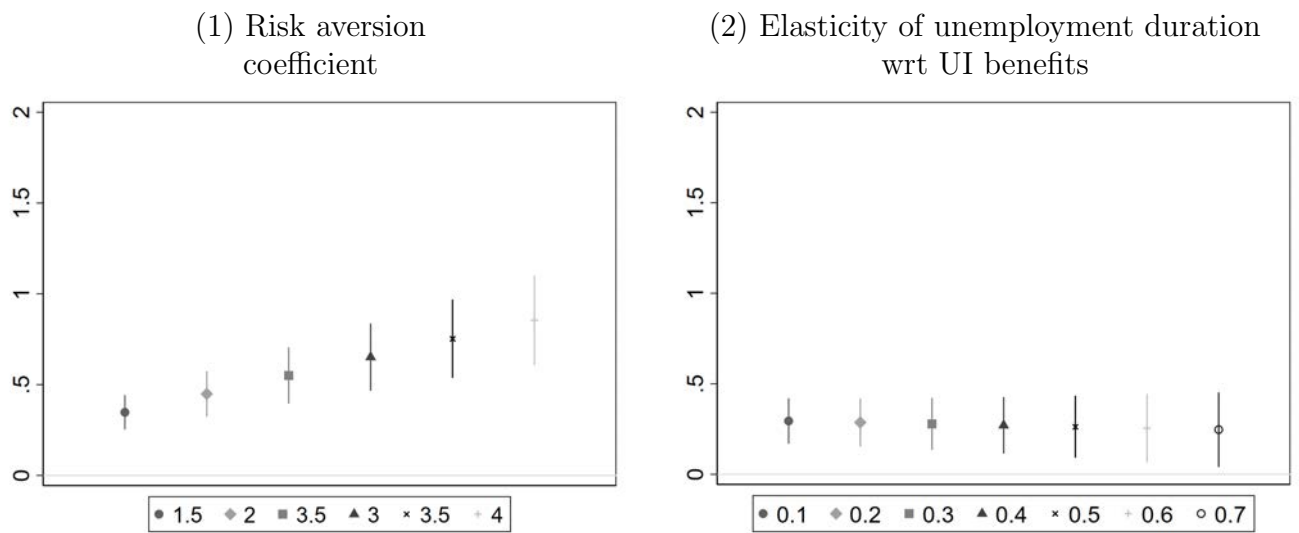 (1) Risk aversion
coefficient
(2) Elasticity of unemployment duration
wrt UI benefits
2
1.5
1
.5
0
1.5 2 3.5 3 3.5 4
2
1.5
1
.5
0
0.1 0.2 0.3 0.4 0.5 0.6 0.7